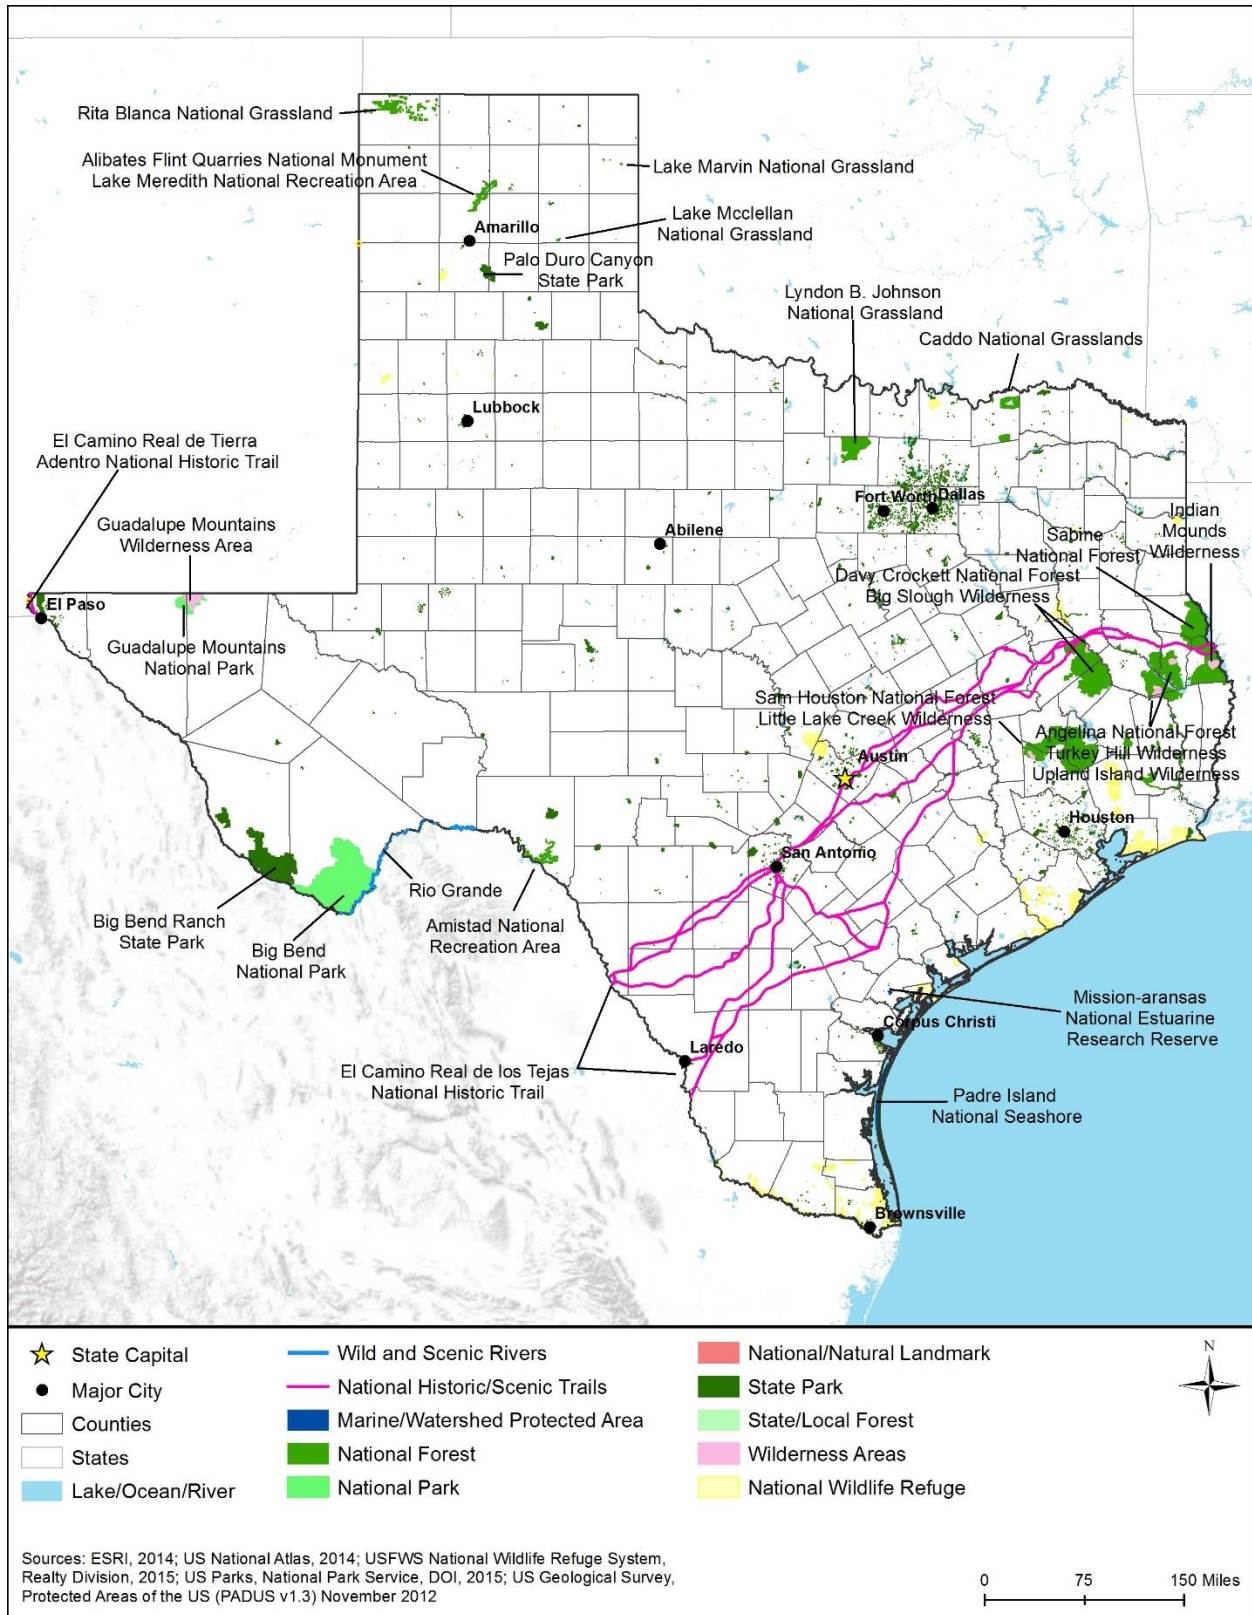 Rita Blanca National Grassland
Alibates Flint Quarries National Monument
Lake Meredith National Recreation Area
Lake Marvin National Grassland
Lake Mcclellan
National Grassland
Amarillo
Palo Duro Canyon
State Park
Lyndon B. Johnson
National Grassland
Caddo National Grasslands
Lubbock
El Camino Real de Tierra
Adentro National Historic Trail
Fort Worth
Dallas
Indian
Mounds
Wilderness
Guadalupe Mountains
Wilderness Area
Abilene
Sabine
National Forest
Davy Crockett National Forest
Big Slough Wilderness
El Paso
Guadalupe Mountains
National Park
Sam Houston National Forest
Little Lake Creek Wilderness
Angelina National Forest
Turkey Hill Wilderness
Upland Island Wilderness
Austin
Houston
San Antonio
Rio Grande
Big Bend Ranch
State Park
Big Bend
National Park
Amistad National
Recreation Area
Mission-aransas
National Estuarine
Research Reserve
Corpus Christi
Laredo
El Camino Real de los Tejas
National Historic Trail
Padre Island
National Seashore
Brownsville
State Capital
Major City
Counties
States
Lake/Ocean/River
Wild and Scenic Rivers
National Historic/Scenic Trails
Marine/Watershed Protected Area
National Forest
National Park
National/Natural Landmark
State Park
State/Local Forest
Wilderness Areas
National Wildlife Refuge
N
Sources: ESRI, 2014; US National Atlas, 2014; USFWS National Wildlife Refuge System,
Realty Division, 2015; US Parks, National Park Service, DOI, 2015; US Geological Survey,
Protected Areas of the US (PADUS v1.3) November 2012
0 75 150 Miles